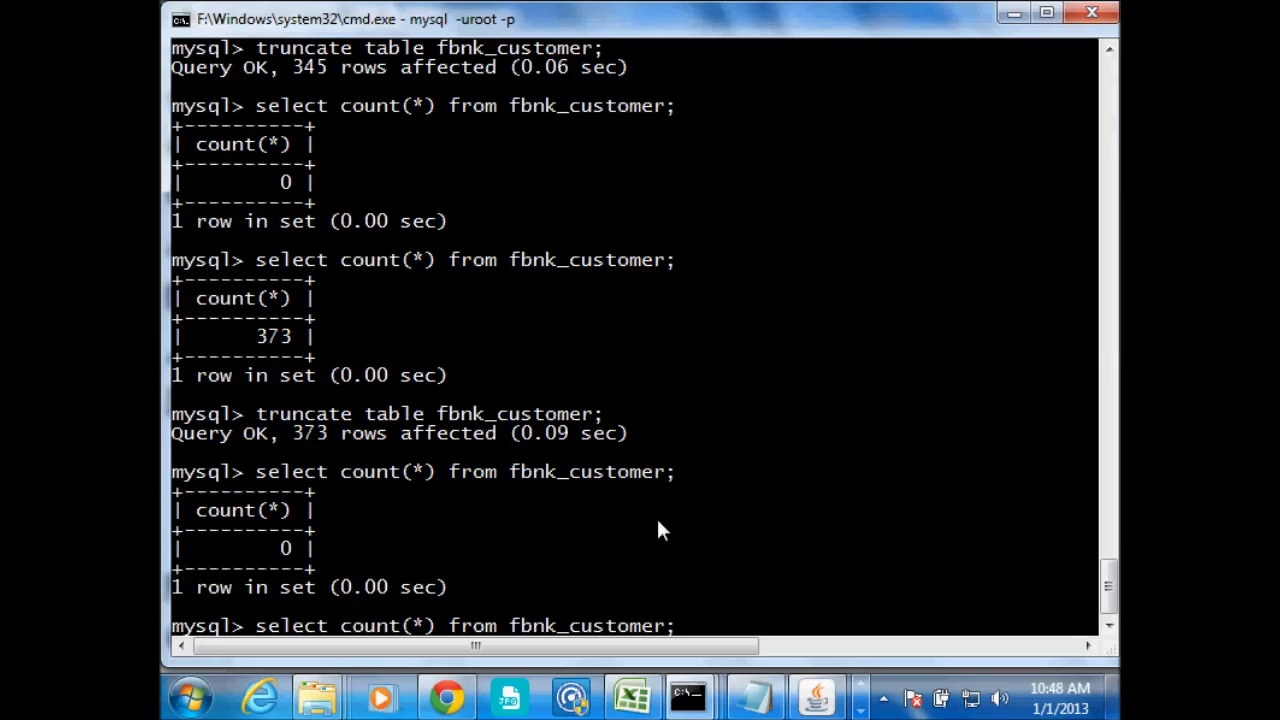 F:\Windows\system32\cmd.exe - mysql  -uroot -p
mysql> truncate table fbnk_customer;
Query OK, 345 rows affected (0.06 sec)
mysql> select count(*) from fbnk_customer;
+----------+
| count(*) |
+----------+
|        0 |
+----------+
1 row in set (0.00 sec)
mysql> select count(*) from fbnk_customer;
+----------+
| count(*) |
+----------+
|      373 |
+----------+
1 row in set (0.00 sec)
mysql> truncate table fbnk_customer;
Query OK, 373 rows affected (0.09 sec)
mysql> select count(*) from fbnk_customer;
+----------+
| count(*) |
+----------+
|        0 |
+----------+
1 row in set (0.00 sec)
mysql> select count(*) from fbnk_customer;
JPG
C:\_
10:48 AM
1/1/2013